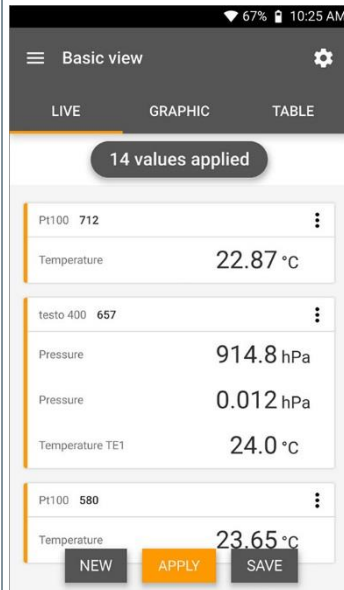 67% 10:25 AM
Basic view
LIVE GRAPHIC TABLE
14 values applied
Pt100 712
Temperature 22.87 °C
testo 400 657
Pressure 914.8 hPa
Pressure 0.012 hPa
Temperature TE1 24.0 °C
Pt100 580
Temperature 23.65 °C
NEW APPLY SAVE